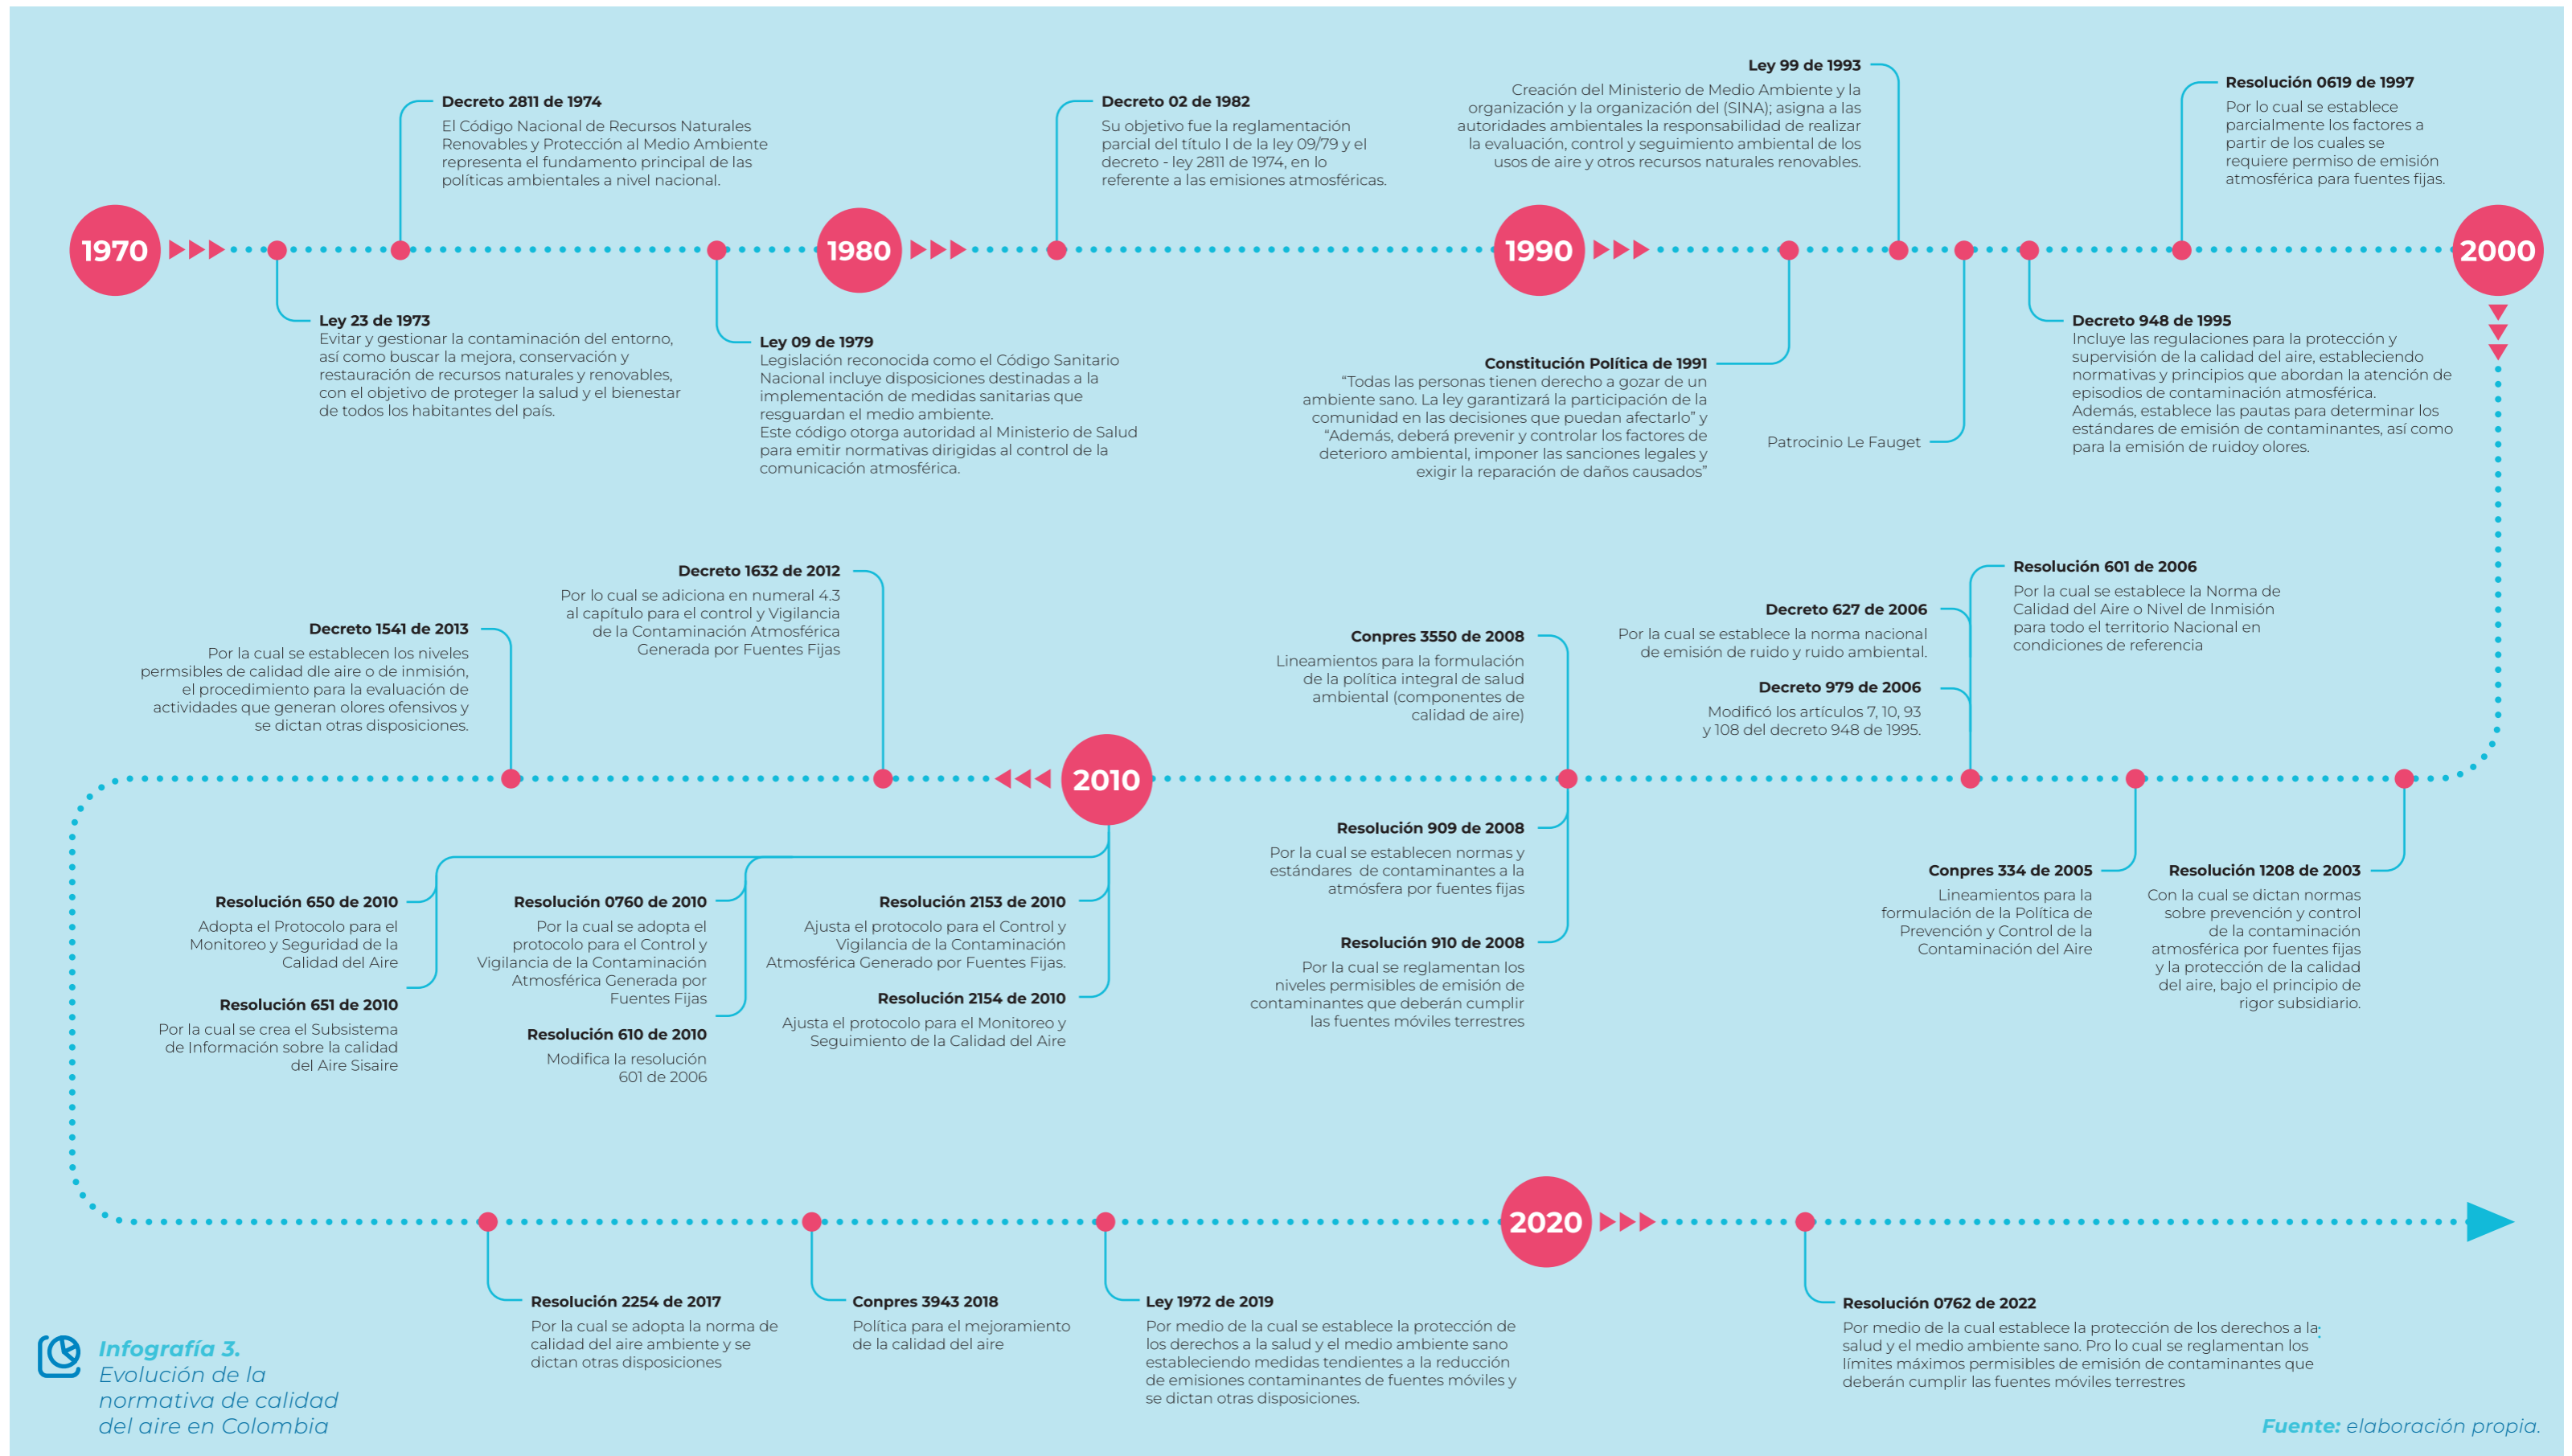 Ley 99 de 1993
Creación del Ministerio de Medio Ambiente y la
organización y la organización del (SINA); asigna a las
autoridades ambientales la responsabilidad de realizar
la evaluación, control y seguimiento ambiental de los
usos de aire y otros recursos naturales renovables.
Resolución 0619 de 1997
Por lo cual se establece
parcialmente los factores a
partir de los cuales se
requiere permiso de emisión
atmosférica para fuentes fijas.
Decreto 2811 de 1974
El Código Nacional de Recursos Naturales
Renovables y Protección al Medio Ambiente
representa el fundamento principal de las
políticas ambientales a nivel nacional.
Decreto 02 de 1982
Su objetivo fue la reglamentación
parcial del título I de la ley 09/79 y el
decreto - ley 2811 de 1974, en lo
referente a las emisiones atmosféricas.
1970
1980
1990
2000
Ley 23 de 1973
Evitar y gestionar la contaminación del entorno,
así como buscar la mejora, conservación y
restauración de recursos naturales y renovables,
con el objetivo de proteger la salud y el bienestar
de todos los habitantes del país.
Ley 09 de 1979
Legislación reconocida como el Código Sanitario
Nacional incluye disposiciones destinadas a la
implementación de medidas sanitarias que
resguardan el medio ambiente.
Este código otorga autoridad al Ministerio de Salud
para emitir normativas dirigidas al control de la
comunicación atmosférica.
Constitución Política de 1991
“Todas las personas tienen derecho a gozar de un
ambiente sano. La ley garantizará la participación de la
comunidad en las decisiones que puedan afectarlo” y
“Además, deberá prevenir y controlar los factores de
deterioro ambiental, imponer las sanciones legales y
exigir la reparación de daños causados”
Patrocinio Le Fauget
Decreto 948 de 1995
Incluye las regulaciones para la protección y
supervisión de la calidad del aire, estableciendo
normativas y principios que abordan la atención de
episodios de contaminación atmosférica.
Además, establece las pautas para determinar los
estándares de emisión de contaminantes, así como
para la emisión de ruidoy olores.
Decreto 1541 de 2013
Por la cual se establecen los niveles
permsibles de calidad dle aire o de inmisión,
el procedimiento para la evaluación de
actividades que generan olores ofensivos y
se dictan otras disposiciones.
Decreto 1632 de 2012
Por lo cual se adiciona en numeral 4.3
al capítulo para el control y Vigilancia
de la Contaminación Atmosférica
Generada por Fuentes Fijas
Conpres 3550 de 2008
Lineamientos para la formulación
de la política integral de salud
ambiental (componentes de
calidad de aire)
Decreto 627 de 2006
Por la cual se establece la norma nacional
de emisión de ruido y ruido ambiental.
Decreto 979 de 2006
Modificó los artículos 7, 10, 93
y 108 del decreto 948 de 1995.
Resolución 601 de 2006
Por la cual se establece la Norma de
Calidad del Aire o Nivel de Inmisión
para todo el territorio Nacional en
condiciones de referencia
2010
Resolución 650 de 2010
Adopta el Protocolo para el
Monitoreo y Seguridad de la
Calidad del Aire
Resolución 651 de 2010
Por la cual se crea el Subsistema
de Información sobre la calidad
del Aire Sisaire
Resolución 0760 de 2010
Por la cual se adopta el
protocolo para el Control y
Vigilancia de la Contaminación
Atmosférica Generada por
Fuentes Fijas
Resolución 610 de 2010
Modifica la resolución
601 de 2006
Resolución 2153 de 2010
Ajusta el protocolo para el Control y
Vigilancia de la Contaminación
Atmosférica Generado por Fuentes Fijas.
Resolución 2154 de 2010
Ajusta el protocolo para el Monitoreo y
Seguimiento de la Calidad del Aire
Resolución 909 de 2008
Por la cual se establecen normas y
estándares de contaminantes a la
atmósfera por fuentes fijas
Resolución 910 de 2008
Por la cual se reglamentan los
niveles permisibles de emisión de
contaminantes que deberán cumplir
las fuentes móviles terrestres
Conpres 334 de 2005
Lineamientos para la
formulación de la Política de
Prevención y Control de la
Contaminación del Aire
Resolución 1208 de 2003
Con la cual se dictan normas
sobre prevención y control
de la contaminación
atmosférica por fuentes fijas
y la protección de la calidad
del aire, bajo el principio de
rigor subsidiario.
2020
Resolución 2254 de 2017
Por la cual se adopta la norma de
calidad del aire ambiente y se
dictan otras disposiciones
Conpres 3943 2018
Política para el mejoramiento
de la calidad del aire
Ley 1972 de 2019
Por medio de la cual se establece la protección de
los derechos a la salud y el medio ambiente sano
estableciendo medidas tendientes a la reducción
de emisiones contaminantes de fuentes móviles y
se dictan otras disposiciones.
Resolución 0762 de 2022
Por medio de la cual establece la protección de los derechos a la
salud y el medio ambiente sano. Pro lo cual se reglamentan los
límites máximos permisibles de emisión de contaminantes que
deberán cumplir las fuentes móviles terrestres
Infografía 3.
Evolución de la
normativa de calidad
del aire en Colombia
Fuente: elaboración propia.